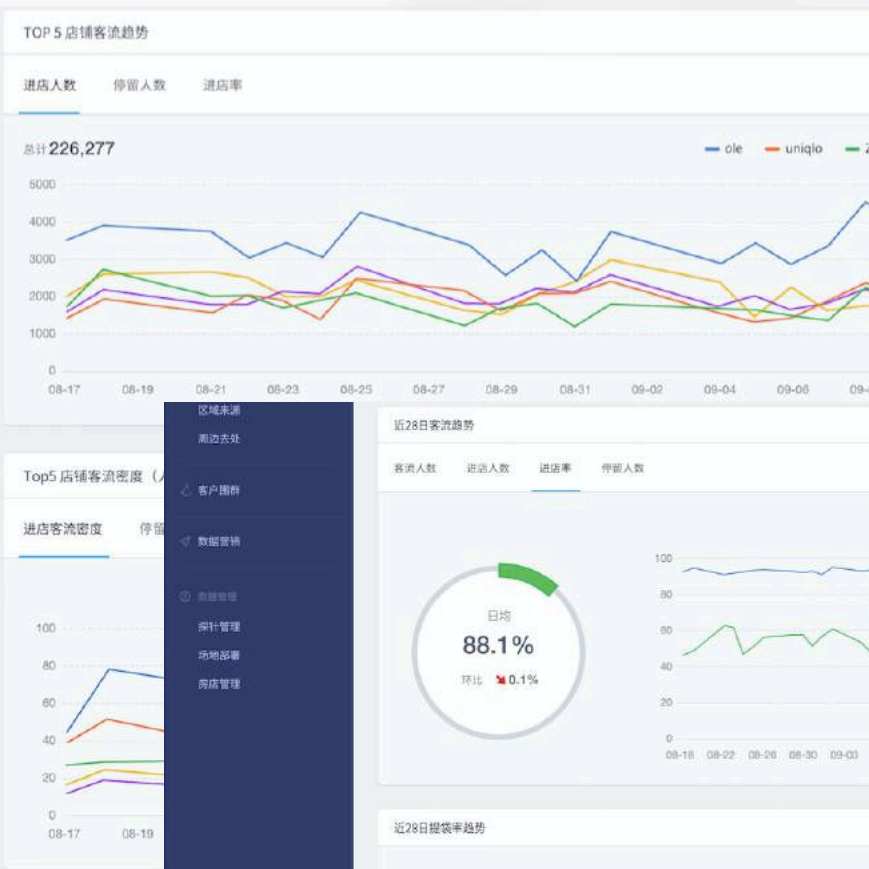 TOP 5 店铺客流趋势
进店人数 停留人数 进店率
总计 226,277
ole uniqlo
5000
4000
3000
2000
1000
0
08-17 08-19 08-21 08-23 08-25 08-27 08-29 08-31 09-02 09-04 09-06
Top5 店铺客流密度
进店客流密度 停留
100
80
60
40
20
0
08-17 08-19
区域来源
周边去处
客户围群
数据营销
数据管理
探针管理
场地部署
房店管理
近28日客流趋势
客流人数 进店人数 进店率 停留人数
日均
88.1%
环比 0.1%
100
80
60
40
20
0
08-18 08-22 08-26 08-30 09-03
近28日提袋率趋势